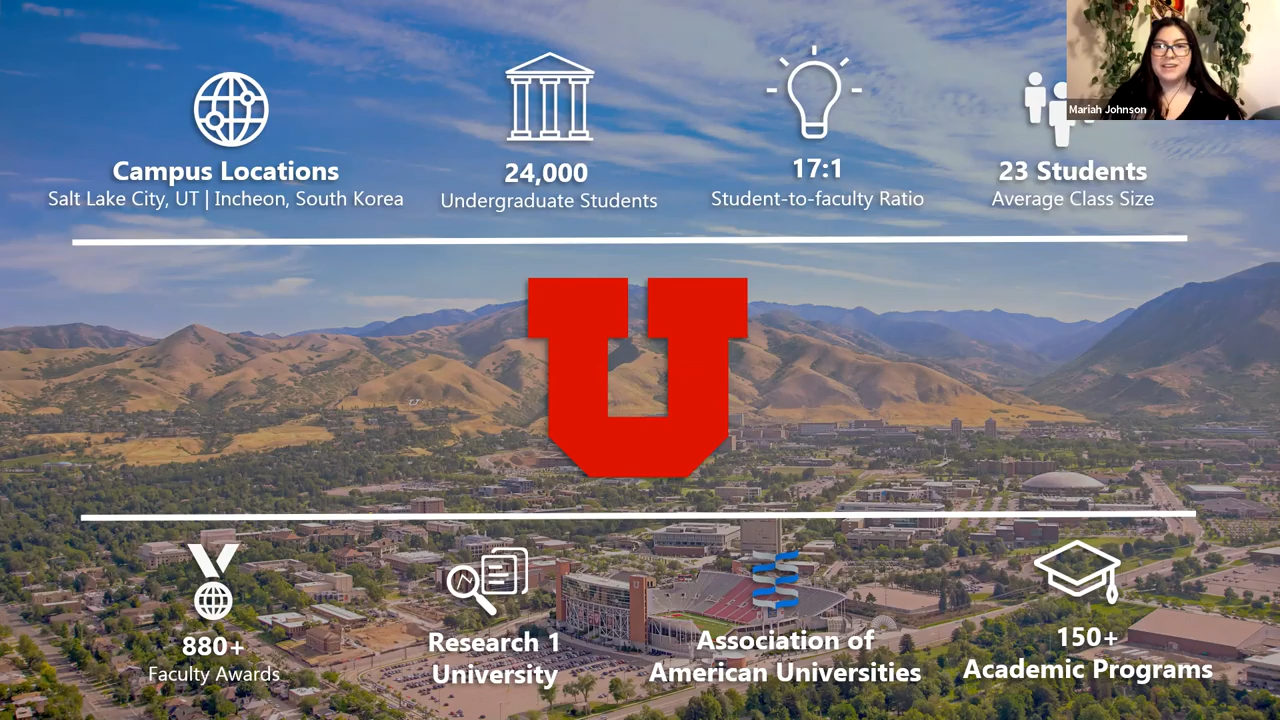 Mariah Johnson
Campus Locations
Salt Lake City, UT | Incheon, South Korea
24,000
Undergraduate Students
17:1
Student-to-faculty Ratio
23 Students
Average Class Size
U
880+
Faculty Awards
Research 1
University
Association of
American Universities
150+
Academic Programs